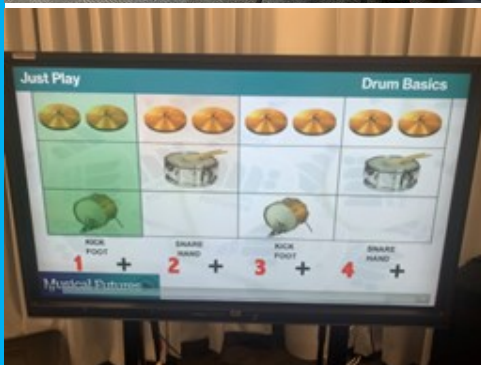 Just Play
Drum Basics
KICK SNARE KICK SNARE
FOOT HAND FOOT HAND
1 + 2 + 3 + 4 +
Musical Futures